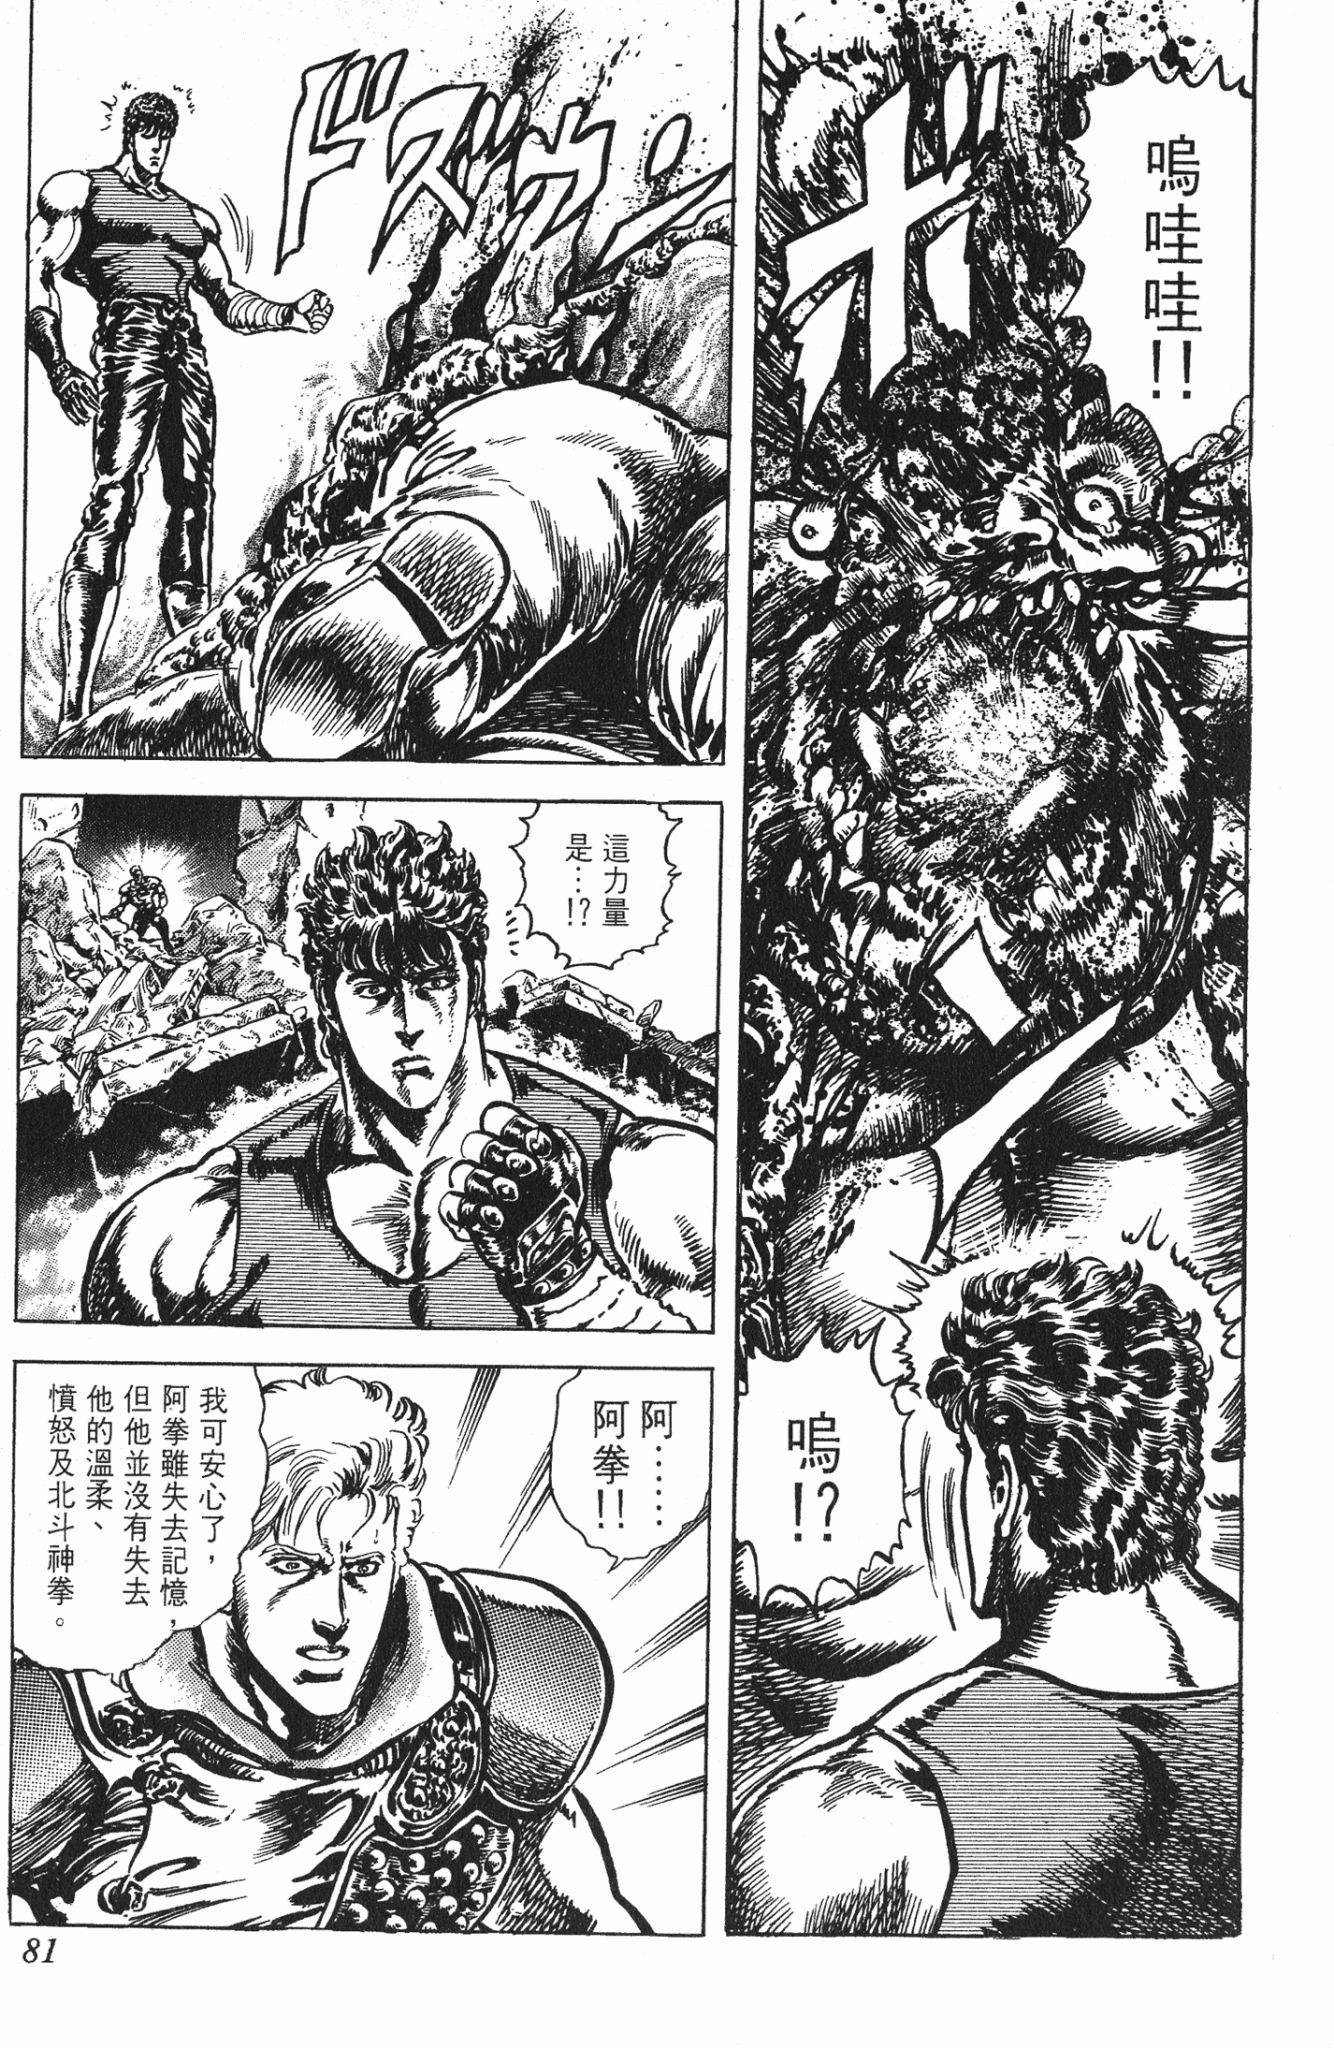 嗚哇哇!!
ギ
嗚!?
ドズウン
這力量
是…!?
阿……
阿拳!!
我可安心了，
阿拳雖失去記憶，
但他並沒有失去
他的溫柔、
憤怒及北斗神拳。
81